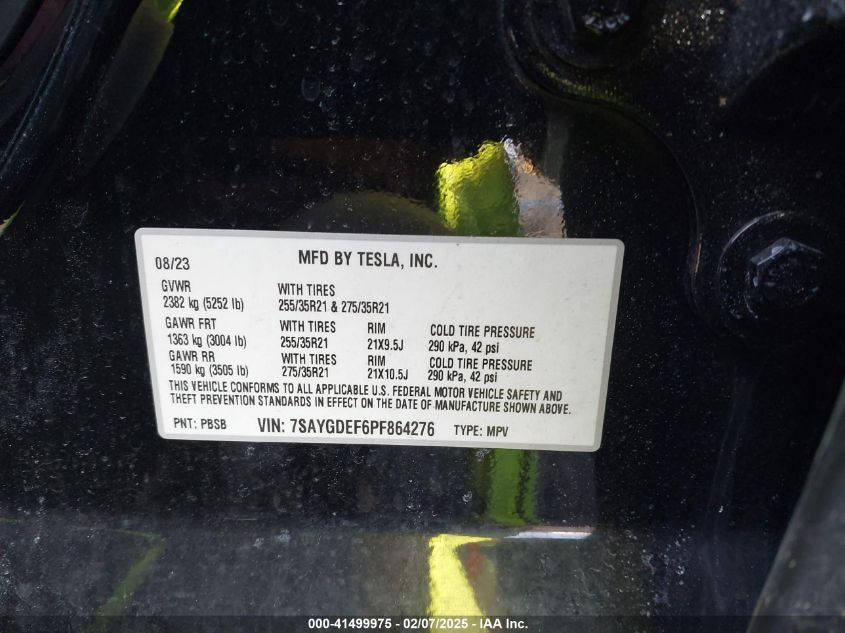 08/23 MFD BY TESLA, INC.
GVWR WITH TIRES
2382 kg (5252 lb) 255/35R21 & 275/35R21
GAWR FRT WITH TIRES RIM COLD TIRE PRESSURE
1363 kg (3004 lb) 255/35R21 21X9.5J 290 kPa, 42 psi
GAWR RR WITH TIRES RIM COLD TIRE PRESSURE
1590 kg (3505 lb) 275/35R21 21X10.5J 290 kPa, 42 psi
THIS VEHICLE CONFORMS TO ALL APPLICABLE U.S. FEDERAL MOTOR VEHICLE SAFETY AND
THEFT PREVENTION STANDARDS IN EFFECT ON THE DATE OF MANUFACTURE SHOWN ABOVE.
PNT: PBSB VIN: 7SAYGDEF6PF864276 TYPE: MPV
000-41499975 — 02/07/2025 — IAA Inc.